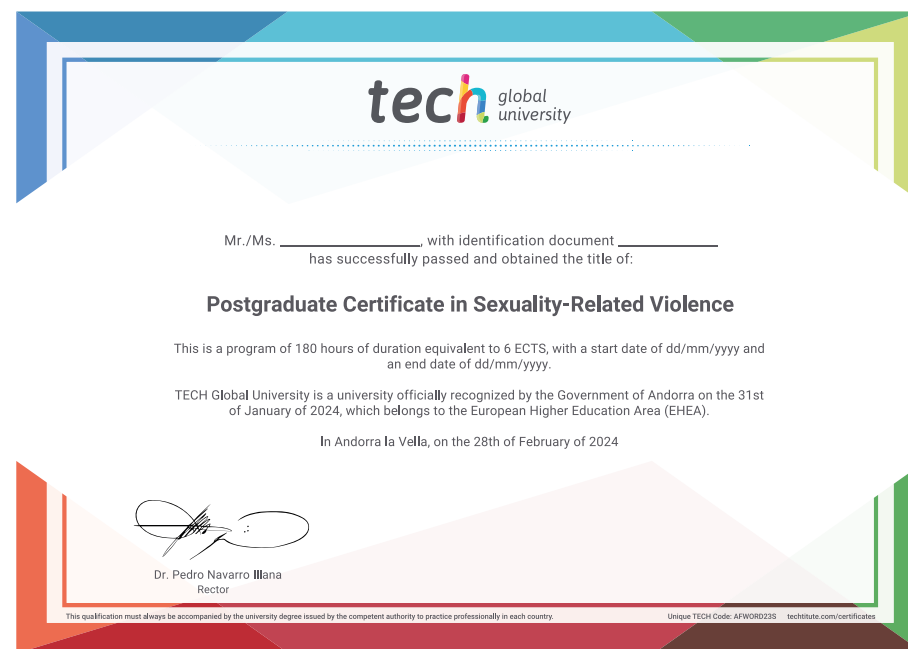 tech global
university
Mr./Ms. ____________________, with identification document ______________
has successfully passed and obtained the title of:
Postgraduate Certificate in Sexuality-Related Violence
This is a program of 180 hours of duration equivalent to 6 ECTS, with a start date of dd/mm/yyyy and
an end date of dd/mm/yyyy.
TECH Global University is a university officially recognized by the Government of Andorra on the 31st
of January of 2024, which belongs to the European Higher Education Area (EHEA).
In Andorra la Vella, on the 28th of February of 2024
Dr. Pedro Navarro Illana
Rector
This qualification must always be accompanied by the university degree issued by the competent authority to practice professionally in each country.
Unique TECH Code: AFWORD23S techtitute.com/certificates